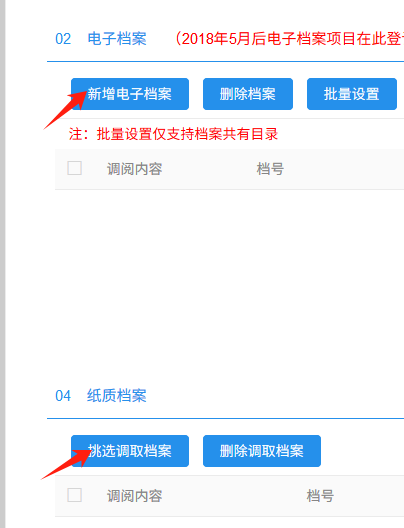 02 电子档案 （2018年5月后电子档案项目在此登
新增电子档案 删除档案 批量设置
注：批量设置仅支持档案共有目录
调阅内容 档号
04 纸质档案
挑选调取档案 删除调取档案
调阅内容 档号